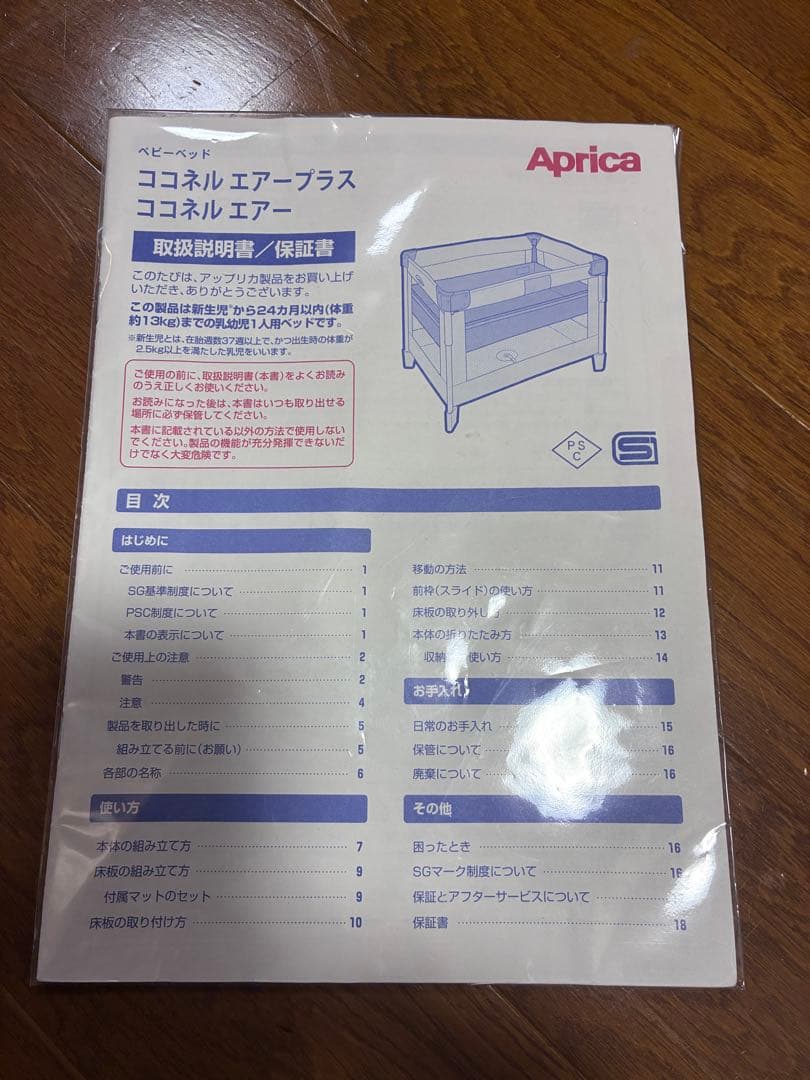 ベビーベッド
Aprica
ココネル エアープラス
ココネル エアー
取扱説明書／保証書
このたびは、アップリカ製品をお買い上げ
いただき、ありがとうございます。
この製品は新生児※から24カ月以内(体重
約13kg)までの乳幼児1人用ベッドです。
※新生児とは、在胎週数37週以上で、かつ出生時の体重が
2.5kg以上を満たした乳児をいいます。
ご使用の前に、取扱説明書(本書)をよくお読み
のうえ正しくお使いください。
お読みになった後は、本書はいつも取り出せる
場所に必ず保管してください。
本書に記載されている以外の方法で使用しない
でください。製品の機能が充分発揮できないだ
けでなく大変危険です。
PS
C
目 次
はじめに
ご使用前に 1
SG基準制度について 1
PSC制度について 1
本書の表示について 1
ご使用上の注意 2
警告 2
注意 4
製品を取り出した時に 5
組み立てる前に(お願い) 5
各部の名称 6
使い方
本体の組み立て方 7
床板の組み立て方 9
付属マットのセット 9
床板の取り付け方 10
移動の方法 11
前枠(スライド)の使い方 11
床板の取り外し方 12
本体の折りたたみ方 13
収納 使い方 14
お手入れ
日常のお手入れ 15
保管について 16
廃棄について 16
その他
困ったとき 16
SGマーク制度について 16
保証とアフターサービスについて
保証書 18